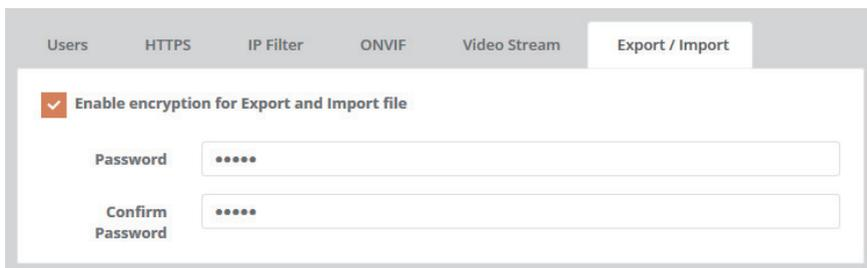 Users HTTPS IP Filter ONVIF Video Stream Export / Import
Enable encryption for Export and Import file
Password •••••
Confirm •••••
Password